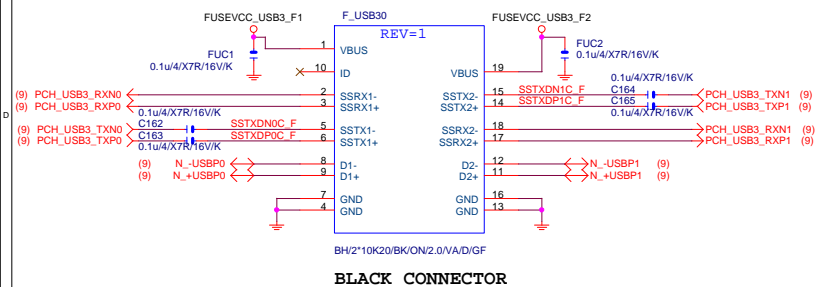 FUSEVCC_USB3_F1 F_USB30 FUSEVCC_USB3_F2
REV=1
FUC1 1 VBUS FUC2
0.1u/4/X7R/16V/K 0.1u/4/X7R/16V/K
10 ID VBUS 19
0.1u/4/X7R/16V/K
(9) PCH_USB3_RXN0 2 SSRX1- SSTX2- 15 SSTXDN1C_F C164 PCH_USB3_TXN1 (9)
(9) PCH_USB3_RXP0 3 SSRX1+ SSTX2+ 14 SSTXDP1C_F C165 PCH_USB3_TXP1 (9)
D
0.1u/4/X7R/16V/K 0.1u/4/X7R/16V/K
(9) PCH_USB3_TXN0 C162 SSTXDN0C_F 5 SSTX1- SSRX2- 18 PCH_USB3_RXN1 (9)
(9) PCH_USB3_TXP0 C163 SSTXDP0C_F 6 SSTX1+ SSRX2+ 17 PCH_USB3_RXP1 (9)
0.1u/4/X7R/16V/K
(9) N_-USBP0 8 D1- D2- 12 N_-USBP1 (9)
(9) N_+USBP0 9 D1+ D2+ 11 N_+USBP1 (9)
7 GND GND 16
4 GND GND 13
BH/2*10K20/BK/ON/2.0/VA/D/GF
BLACK CONNECTOR